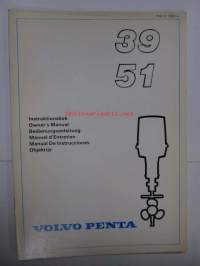 39
51
Instruktionsbok
Owner's Manual
Bedienungsanleitung
Manuel d'Entretien
Manual De Instrucciones
Ohjekirja
VOLVO PENTA